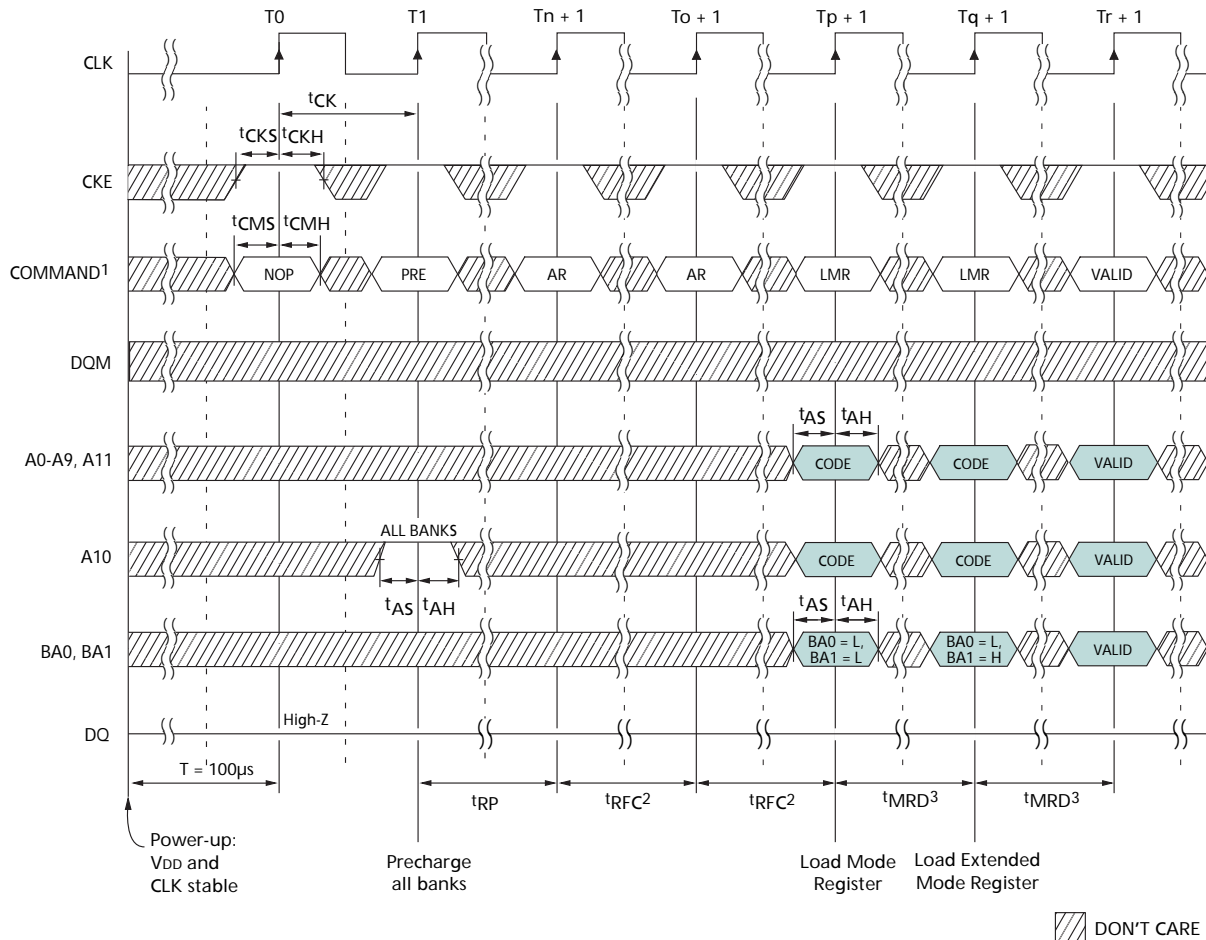 T0 T1 Tn + 1 To + 1 Tp + 1 Tq + 1 Tr + 1
CLK
tCK
tCKS tCKH
CKE
tCMS tCMH
COMMAND1 NOP PRE AR AR LMR LMR VALID
DQM
tAS tAH
A0-A9, A11 CODE CODE VALID
ALL BANKS
A10 CODE CODE VALID
tAS tAH tAS tAH
BA0, BA1 BA0 = L, BA1 = L BA0 = L, BA1 = H VALID
High-Z
DQ
T = 100µs
tRP tRFC2 tRFC2 tMRD3 tMRD3
Power-up:
VDD and
CLK stable
Precharge
all banks
Load Mode
Register
Load Extended
Mode Register
DON'T CARE